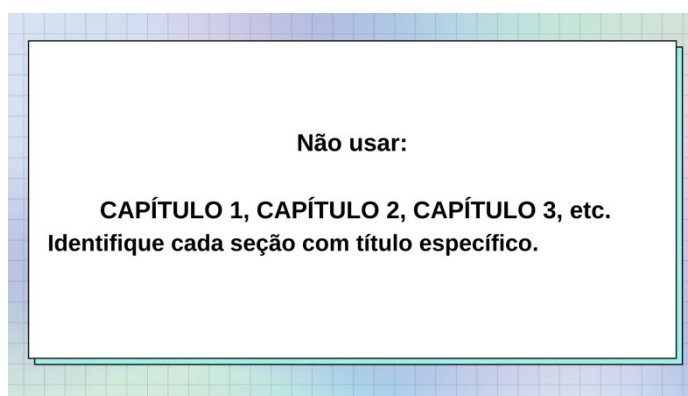 Não usar:
CAPÍTULO 1, CAPÍTULO 2, CAPÍTULO 3, etc.
Identifique cada seção com título específico.